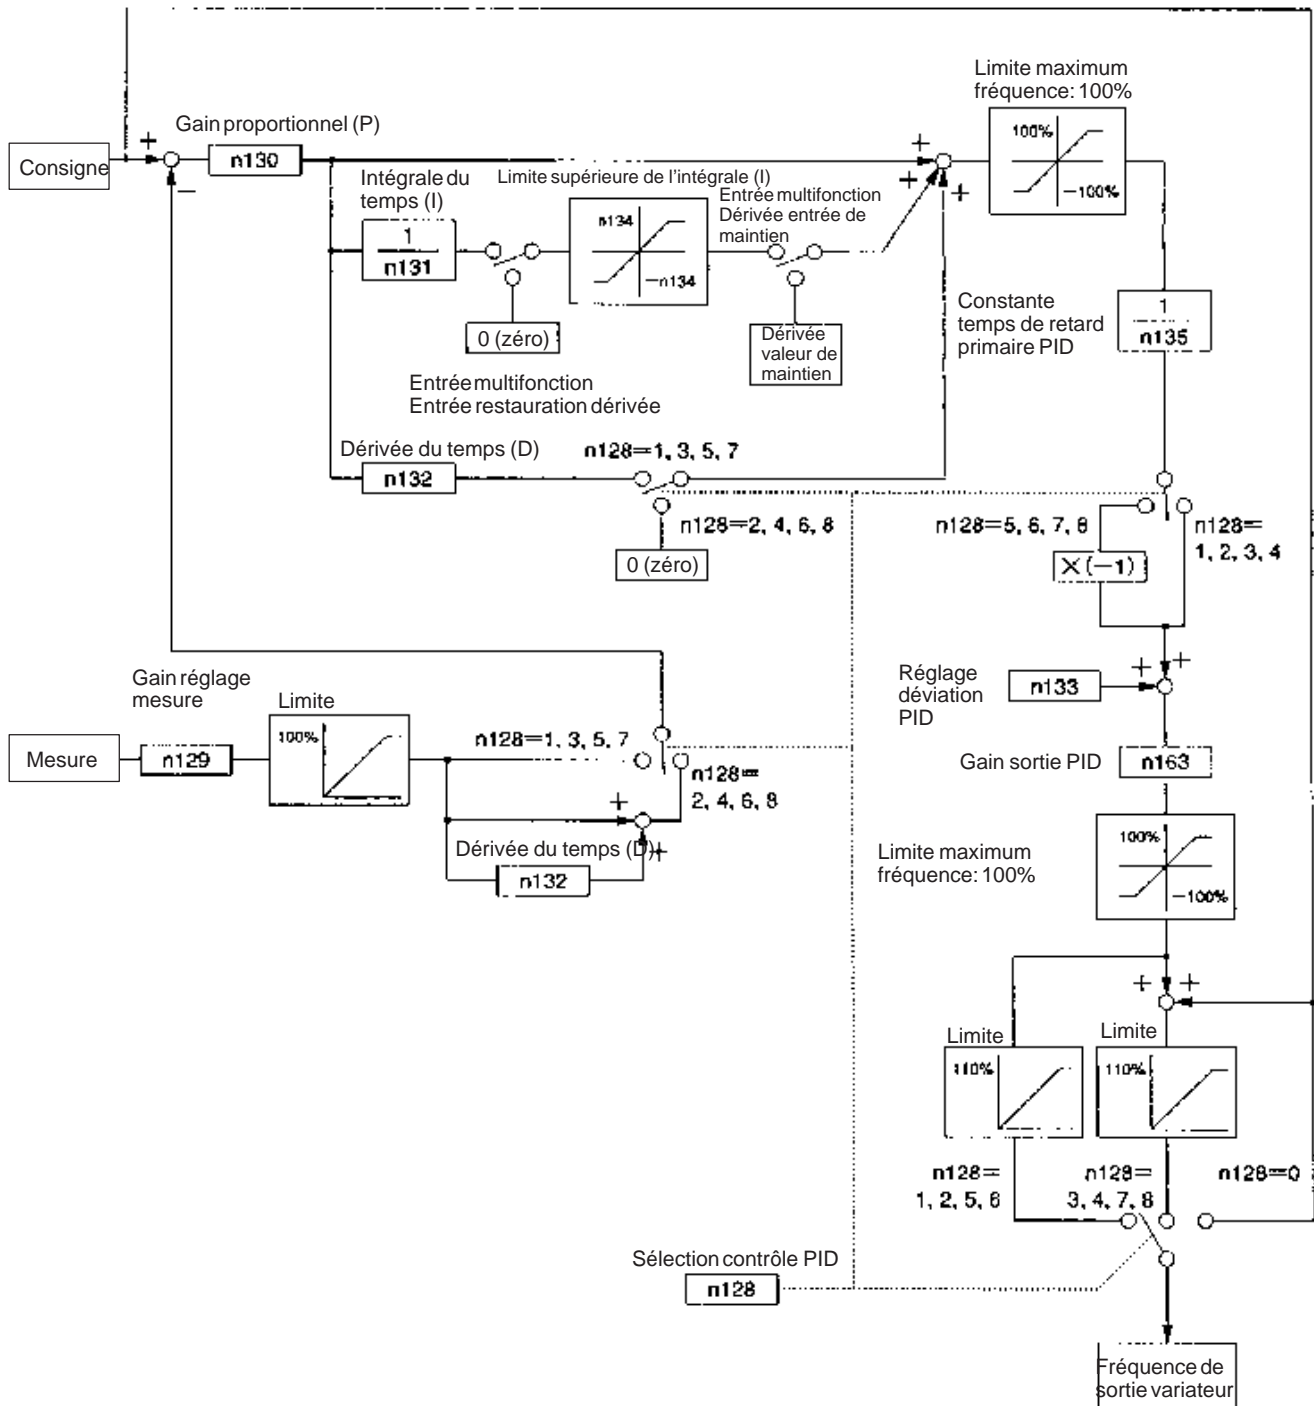 Limite maximum
fréquence: 100%
Gain proportionnel (P)
+
Consigne
n130
−
100%
−100%
+
+
+
Intégrale du
temps (I)
Limite supérieure de l'intégrale (I)
Entrée multifonction
Dérivée entrée de
maintien
1
n131
n134
−n134
0 (zéro)
Dérivée
valeur de
maintien
Entrée multifonction
Entrée restauration dérivée
Constante
temps de retard
primaire PID
1
n135
Dérivée du temps (D)
n132
n128=1, 3, 5, 7
n128=2, 4, 6, 8
0 (zéro)
n128=5, 6, 7, 8
n128=
1, 2, 3, 4
X(−1)
Réglage
déviation
PID
n133
+
+
Gain réglage
mesure
Limite
Mesure
n129
100%
n128=1, 3, 5, 7
n128=
2, 4, 6, 8
+
+
Dérivée du temps (D)
n132
Gain sortie PID
n163
Limite maximum
fréquence: 100%
100%
−100%
+
+
Limite
Limite
110%
110%
n128=
1, 2, 5, 6
n128=
3, 4, 7, 8
n128=0
Sélection contrôle PID
n128
Fréquence de
sortie variateur